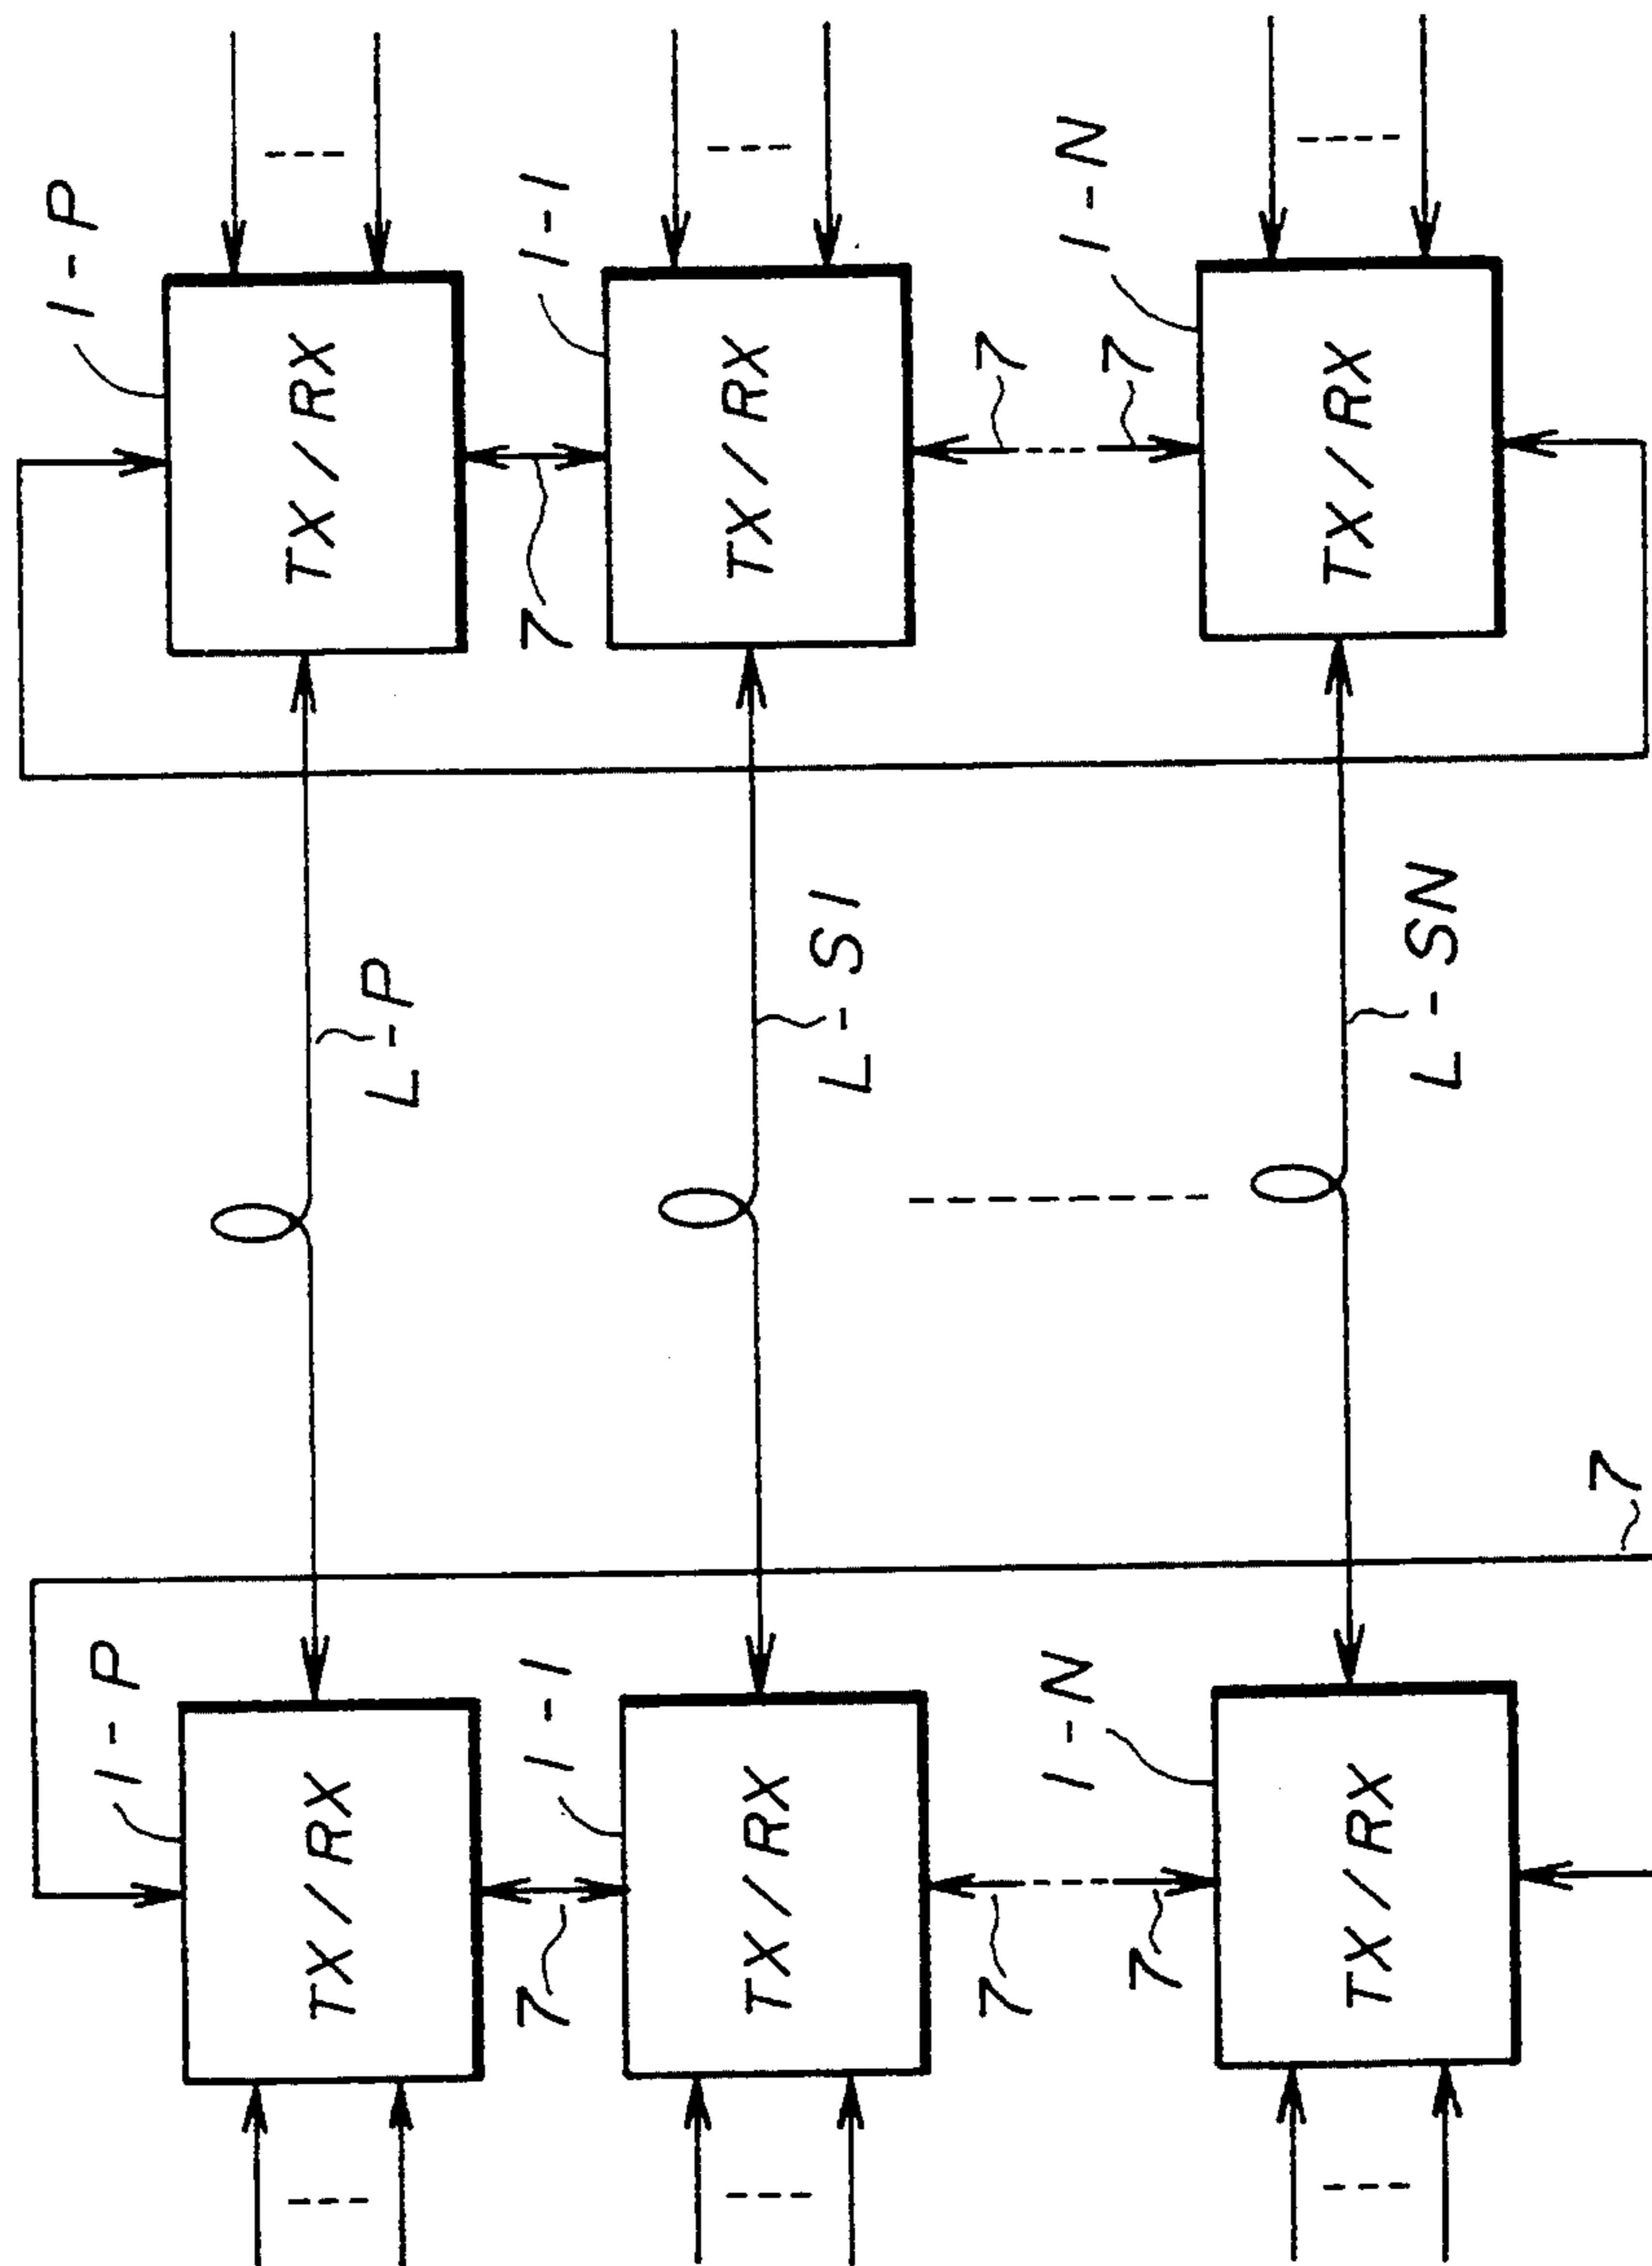 1-P
1-P
TX/RX
L-P
TX/RX
7
1-1
7
1-1
TX/RX
L-S1
TX/RX
7
7
1-N
7
7
1-N
TX/RX
L-SN
TX/RX
7